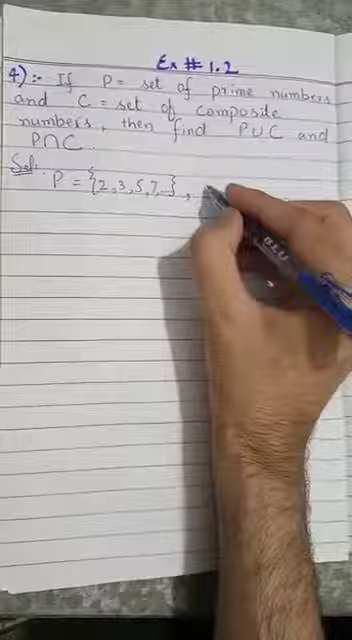 Ex # 1.2
4):- If P = set of prime numbers
and C = set of composite
numbers, then find P∪C and
P∩C.
Sol:. P = {2,3,5,7,...},